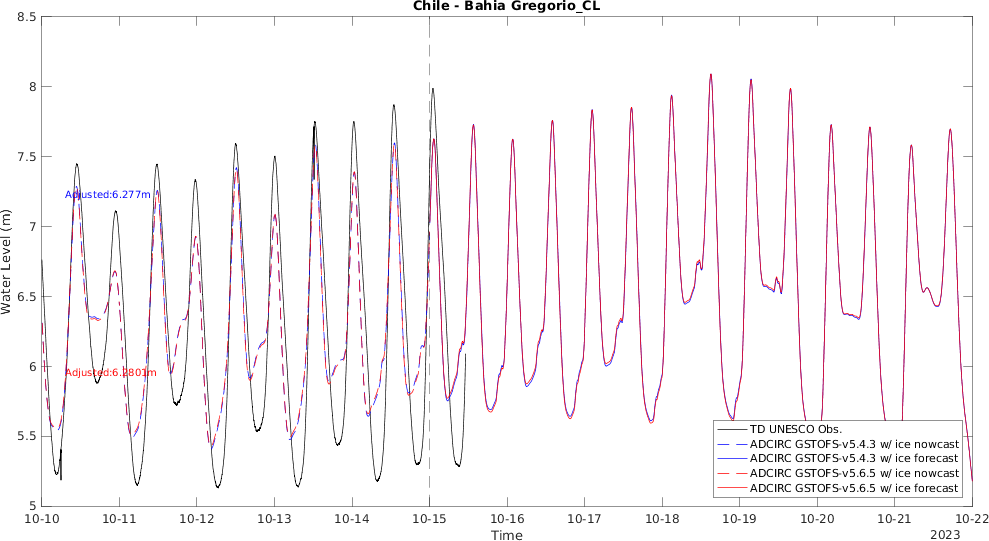 Chile - Bahia Gregorio_CL
8.5
8
7.5
7
6.5
6
5.5
5
Water Level (m)
Adjusted:6.277m
Adjusted:6.2801m
TD UNESCO Obs.
ADCIRC GSTOFS-v5.4.3 w/ ice nowcast
ADCIRC GSTOFS-v5.4.3 w/ ice forecast
ADCIRC GSTOFS-v5.6.5 w/ ice nowcast
ADCIRC GSTOFS-v5.6.5 w/ ice forecast
10-10 10-11 10-12 10-13 10-14 10-15 10-16 10-17 10-18 10-19 10-20 10-21 10-22
Time
2023